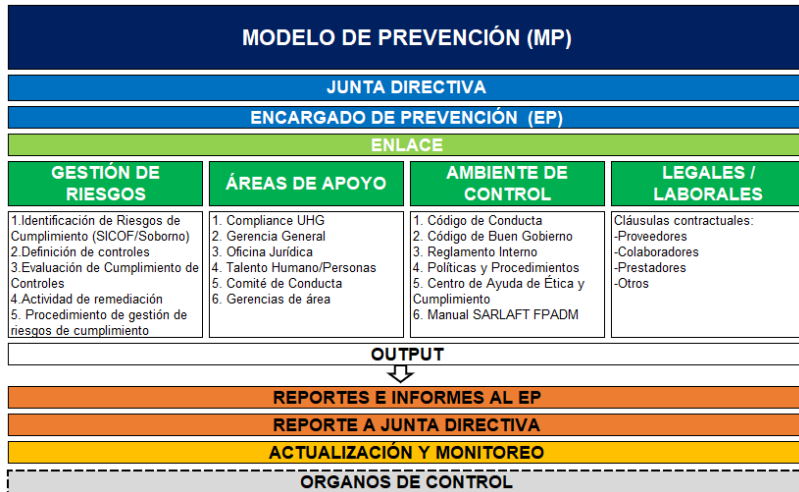 MODELO DE PREVENCIÓN (MP)
JUNTA DIRECTIVA
ENCARGADO DE PREVENCIÓN (EP)
ENLACE
GESTIÓN DE
RIESGOS
1.Identificación de Riesgos de
Cumplimiento (SICOF/Soborno)
2.Definición de controles
3.Evaluación de Cumplimiento de
Controles
4.Actividad de remediación
5. Procedimiento de gestión de
riesgos de cumplimiento
ÁREAS DE APOYO
1. Compliance UHG
2. Gerencia General
3. Oficina Jurídica
4. Talento Humano/Personas
5. Comité de Conducta
6. Gerencias de área
AMBIENTE DE
CONTROL
1. Código de Conducta
2. Código de Buen Gobierno
3. Reglamento Interno
4. Políticas y Procedimientos
5. Centro de Ayuda de Ética y
Cumplimiento
6. Manual SARLAFT FPADM
LEGALES /
LABORALES
Cláusulas contractuales:
-Proveedores
-Colaboradores
-Prestadores
-Otros
OUTPUT
REPORTES E INFORMES AL EP
REPORTE A JUNTA DIRECTIVA
ACTUALIZACIÓN Y MONITOREO
ORGANOS DE CONTROL